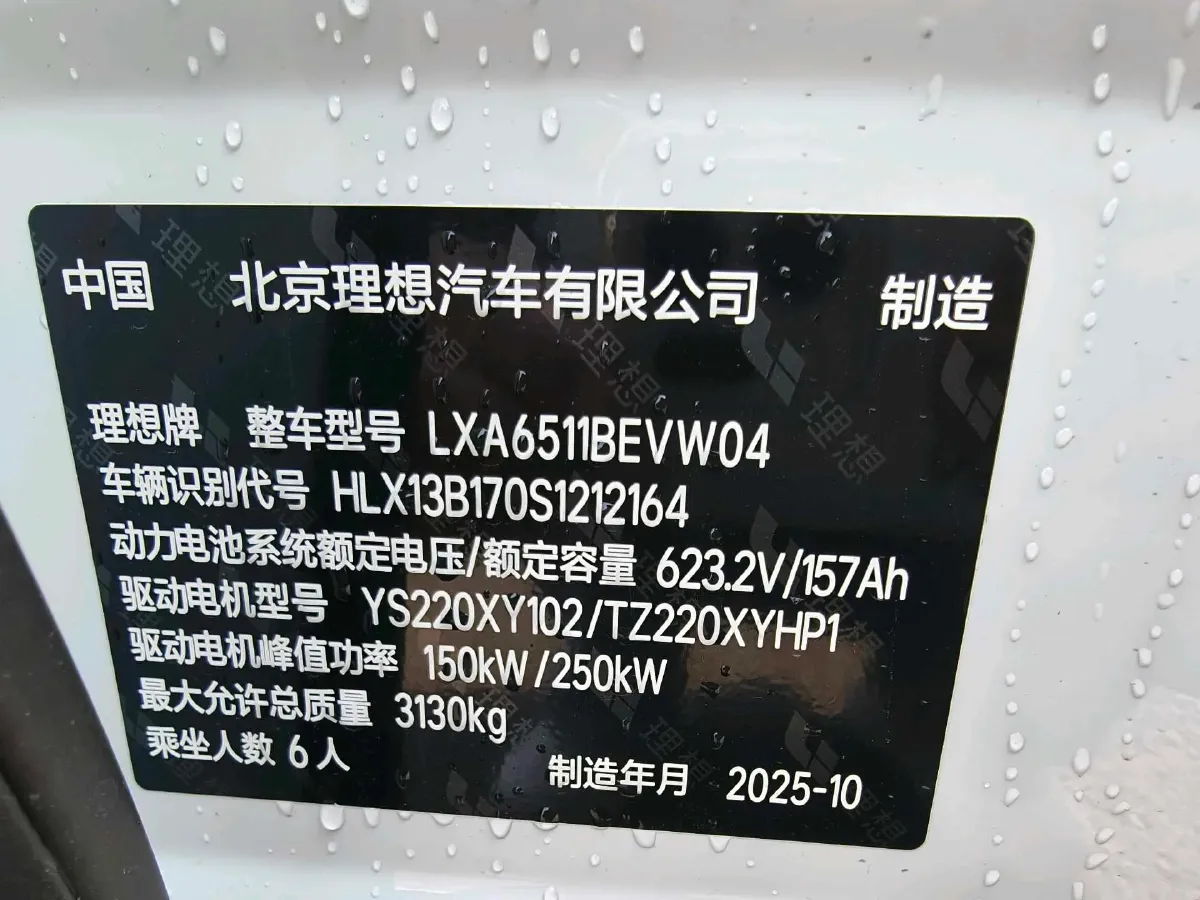 中国 北京理想汽车有限公司 制造
理想牌 整车型号 LXA6511BEVW04
车辆识别代号 HLX13B170S1212164
动力电池系统额定电压/额定容量 623.2V/157Ah
驱动电机型号 YS220XY102/TZ220XYHP1
驱动电机峰值功率 150kW/250kW
最大允许总质量 3130kg
乘坐人数 6人
制造年月 2025-10